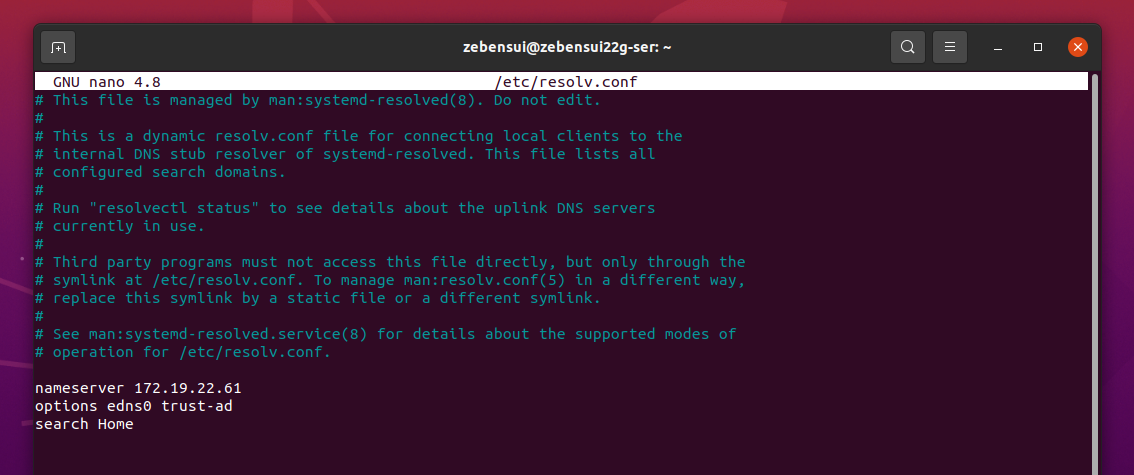 zebensui@zebensui22g-ser: ~
GNU nano 4.8 /etc/resolv.conf
# This file is managed by man:systemd-resolved(8). Do not edit.
#
# This is a dynamic resolv.conf file for connecting local clients to the
# internal DNS stub resolver of systemd-resolved. This file lists all
# configured search domains.
#
# Run "resolvectl status" to see details about the uplink DNS servers
# currently in use.
#
# Third party programs must not access this file directly, but only through the
# symlink at /etc/resolv.conf. To manage man:resolv.conf(5) in a different way,
# replace this symlink by a static file or a different symlink.
#
# See man:systemd-resolved.service(8) for details about the supported modes of
# operation for /etc/resolv.conf.
nameserver 172.19.22.61
options edns0 trust-ad
search Home